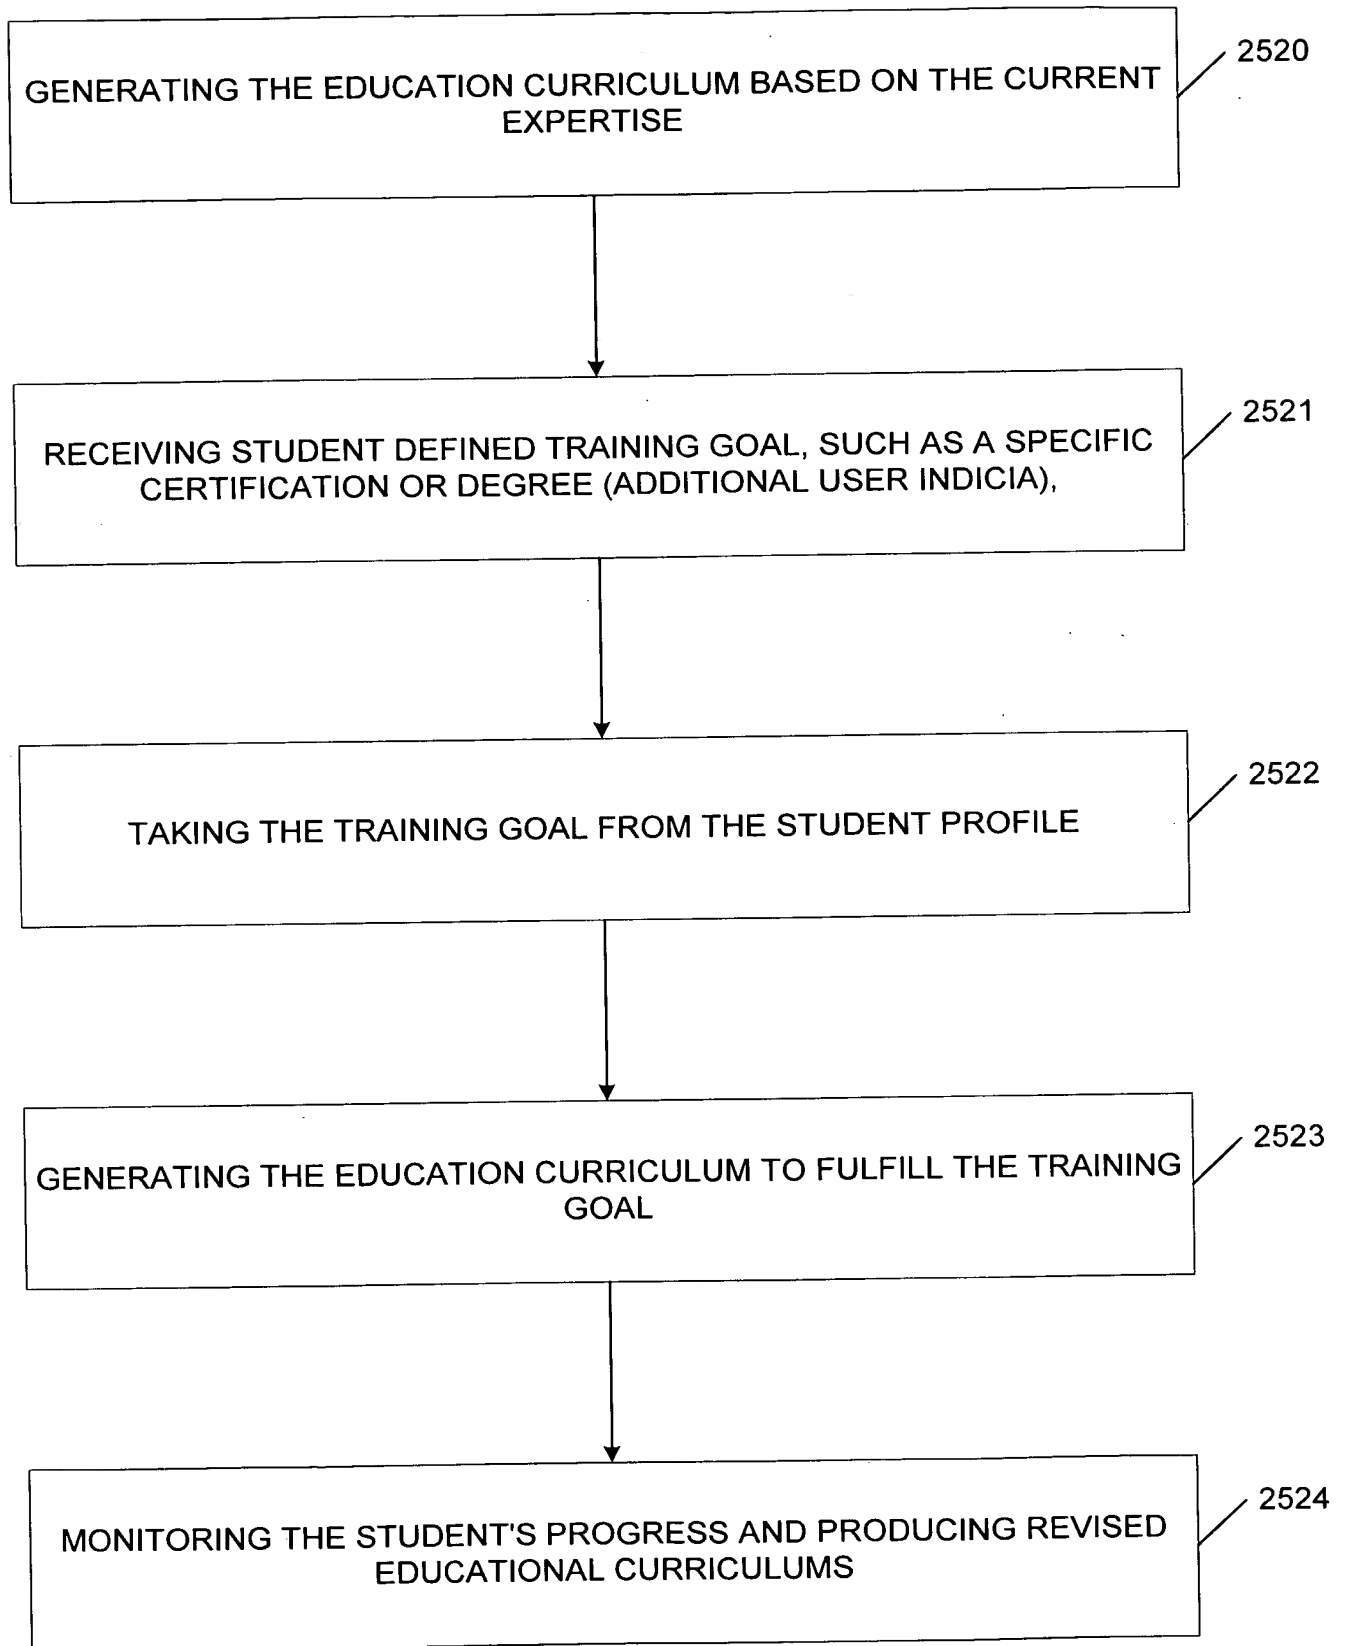 2520
GENERATING THE EDUCATION CURRICULUM BASED ON THE CURRENT
EXPERTISE
2521
RECEIVING STUDENT DEFINED TRAINING GOAL, SUCH AS A SPECIFIC
CERTIFICATION OR DEGREE (ADDITIONAL USER INDICIA),
2522
TAKING THE TRAINING GOAL FROM THE STUDENT PROFILE
2523
GENERATING THE EDUCATION CURRICULUM TO FULFILL THE TRAINING
GOAL
2524
MONITORING THE STUDENT'S PROGRESS AND PRODUCING REVISED
EDUCATIONAL CURRICULUMS